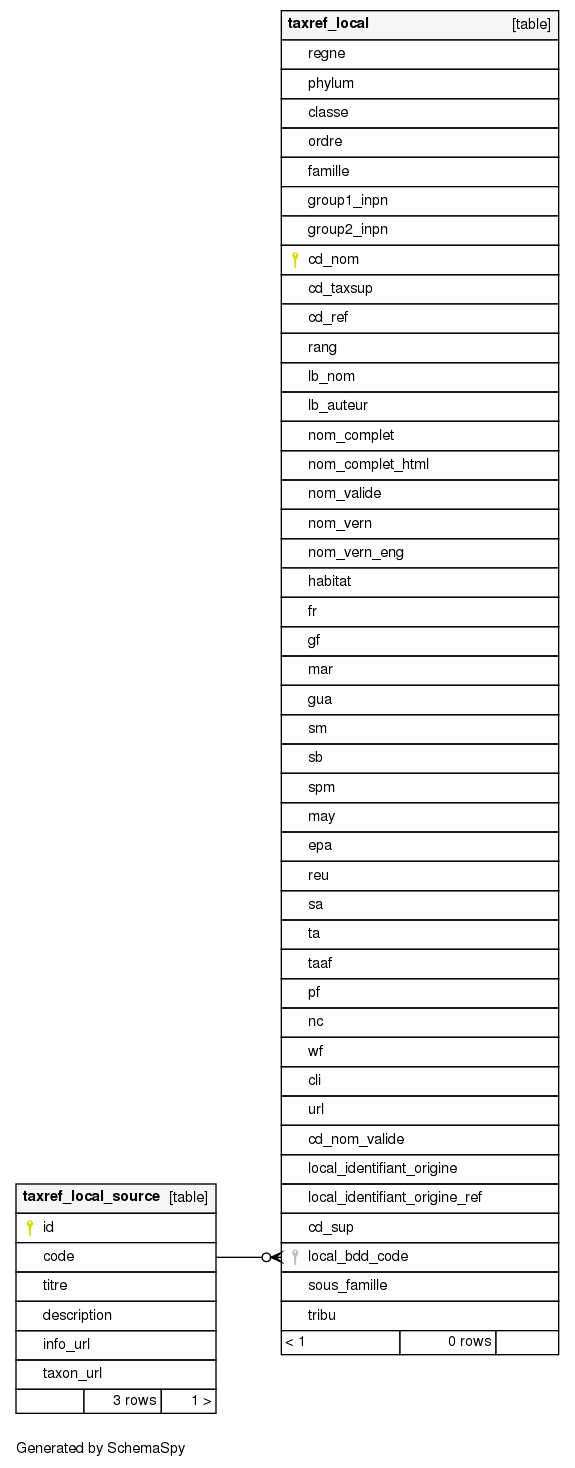 taxref_local [table]
regne
phylum
classe
ordre
famille
group1_inpn
group2_inpn
cd_nom
cd_taxsup
cd_ref
rang
lb_nom
lb_auteur
nom_complet
nom_complet_html
nom_valide
nom_vern
nom_vern_eng
habitat
fr
gf
mar
gua
sm
sb
spm
may
epa
reu
sa
ta
taaf
pf
nc
wf
cli
url
cd_nom_valide
local_identifiant_origine
local_identifiant_origine_ref
cd_sup
local_bdd_code
sous_famille
tribu
< 1 0 rows
taxref_local_source [table]
id
code
titre
description
info_url
taxon_url
3 rows 1 >
Generated by SchemaSpy